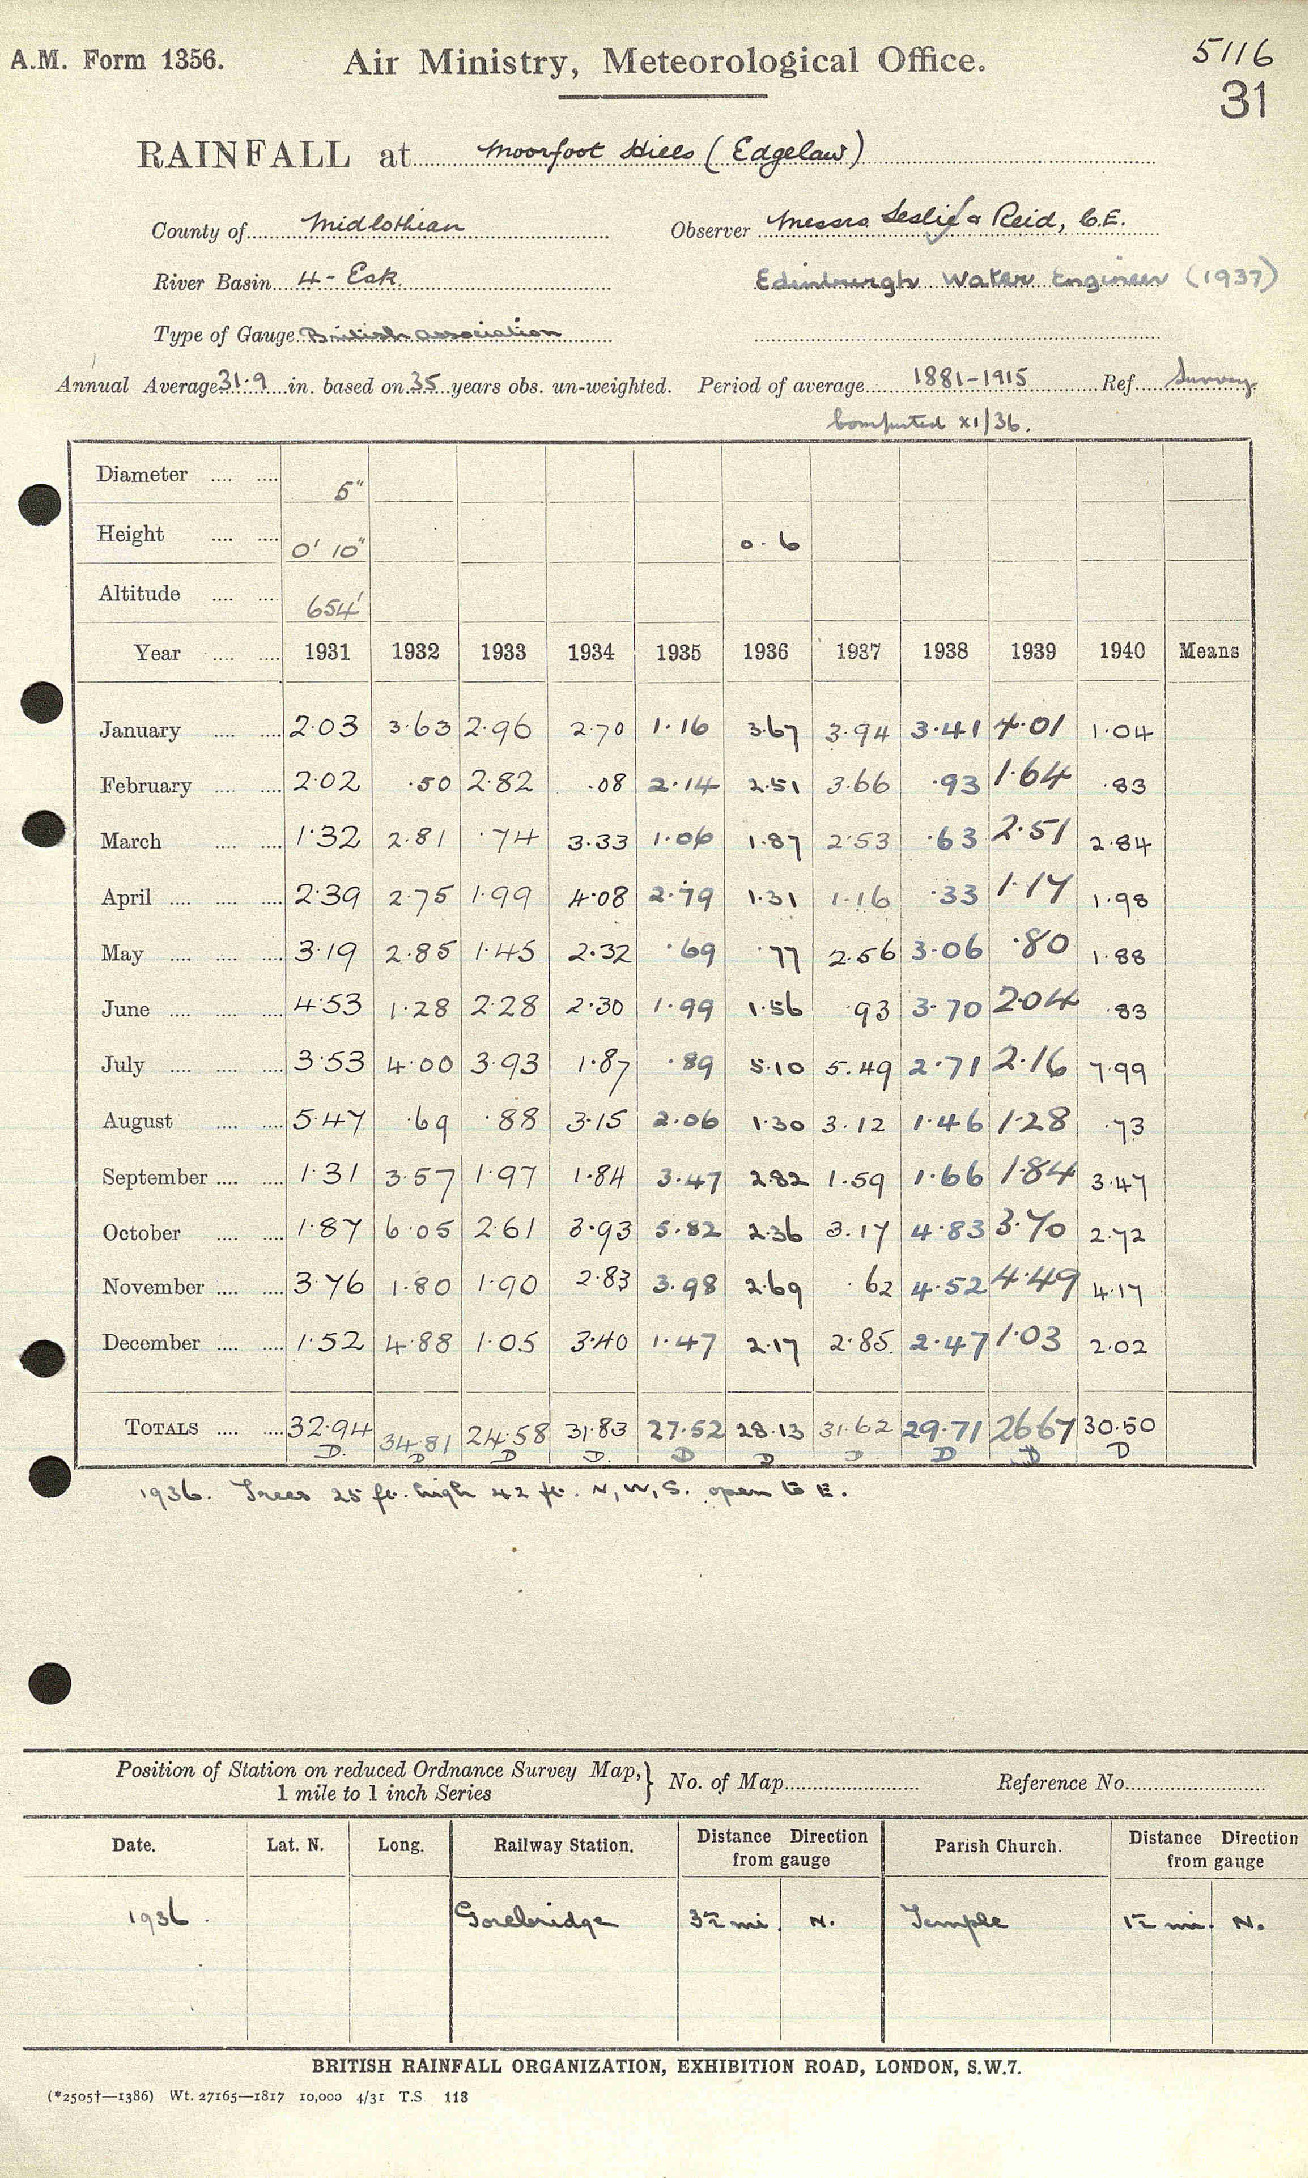 A.M. Form 1356.
Air Ministry, Meteorological Office.
5116
31
RAINFALL at Moorfoot Hills (Edgelaw)
County of Midlothian Observer Messrs. Leslie & Reid, C.E.
River Basin 4 - Esk. Edinburgh Water Engineer (1937)
Type of Gauge British Association
Annual Average 31.9 in. based on 35 years obs. un-weighted. Period of average 1881-1915 Ref. Survey.
Computed XI/36.
Diameter 5"
Height 0' 10" 0.6
Altitude 654'
Year 1931 1932 1933 1934 1935 1936 1937 1938 1939 1940 Means
January 2.03 3.63 2.96 2.70 1.16 3.67 3.94 3.41 4.01 1.04
February 2.02 .50 2.82 .08 2.14 2.51 3.66 .93 1.64 .83
March 1.32 2.81 .74 3.33 1.06 1.87 2.53 .63 2.51 2.84
April 2.39 2.75 1.99 4.08 2.79 1.31 1.16 .33 1.17 1.98
May 3.19 2.85 1.45 2.32 .69 .77 2.56 3.06 .80 1.88
June 4.53 1.28 2.28 2.30 1.99 1.56 .93 3.70 2.04 .83
July 3.53 4.00 3.93 1.87 .89 5.10 5.49 2.71 2.16 7.99
August 5.47 .69 .88 3.15 2.06 1.30 3.12 1.46 1.28 .73
September 1.31 3.57 1.97 1.84 3.47 2.82 1.59 1.66 1.84 3.47
October 1.87 6.05 2.61 3.93 5.82 2.36 3.17 4.83 3.70 2.72
November 3.76 1.80 1.90 2.83 3.98 2.69 .62 4.52 4.49 4.17
December 1.52 4.88 1.05 3.40 1.47 2.17 2.85 2.47 1.03 2.02
TOTALS 32.94 34.81 24.58 31.83 27.52 28.13 31.62 29.71 26.67 30.50
D. D D D. D D D D D D
1936. Trees 25 ft. high 42 ft. N, W, S. open to E.
Position of Station on reduced Ordnance Survey Map, 1 mile to 1 inch Series } No. of Map Reference No.
Date. Lat. N. Long. Railway Station. Distance Direction from gauge Parish Church. Distance Direction from gauge
1936. Gorebridge 3½ mi. N. Temple 1½ mi. N.
BRITISH RAINFALL ORGANIZATION, EXHIBITION ROAD, LONDON, S.W.7.
(*2505†—1386) Wt. 27165—1817 10,000 4/31 T.S 113